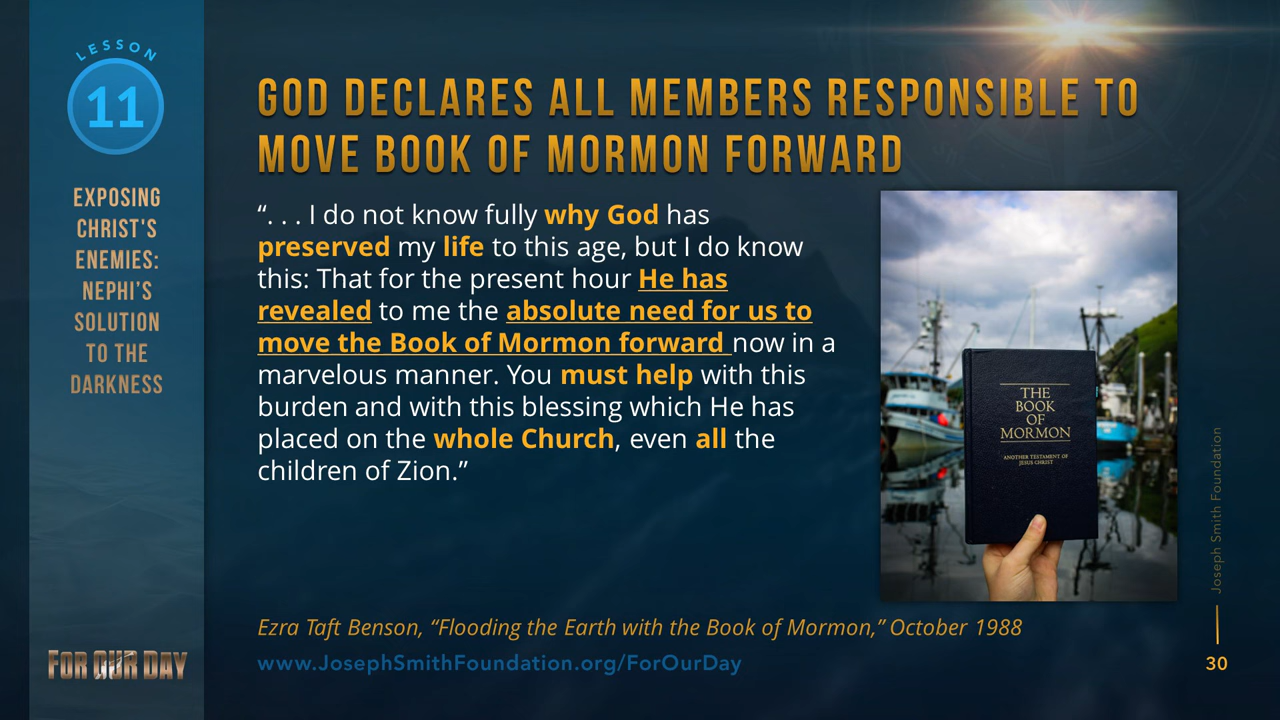 LESSON
11
EXPOSING
CHRIST'S
ENEMIES:
NEPHI'S
SOLUTION
TO THE
DARKNESS
FOR OUR DAY
GOD DECLARES ALL MEMBERS RESPONSIBLE TO
MOVE BOOK OF MORMON FORWARD
“. . . I do not know fully why God has
preserved my life to this age, but I do know
this: That for the present hour He has
revealed to me the absolute need for us to
move the Book of Mormon forward now in a
marvelous manner. You must help with this
burden and with this blessing which He has
placed on the whole Church, even all the
children of Zion.”
THE
BOOK
OF
MORMON
ANOTHER TESTAMENT OF
JESUS CHRIST
Ezra Taft Benson, “Flooding the Earth with the Book of Mormon,” October 1988
www.JosephSmithFoundation.org/ForOurDay
Joseph Smith Foundation
30